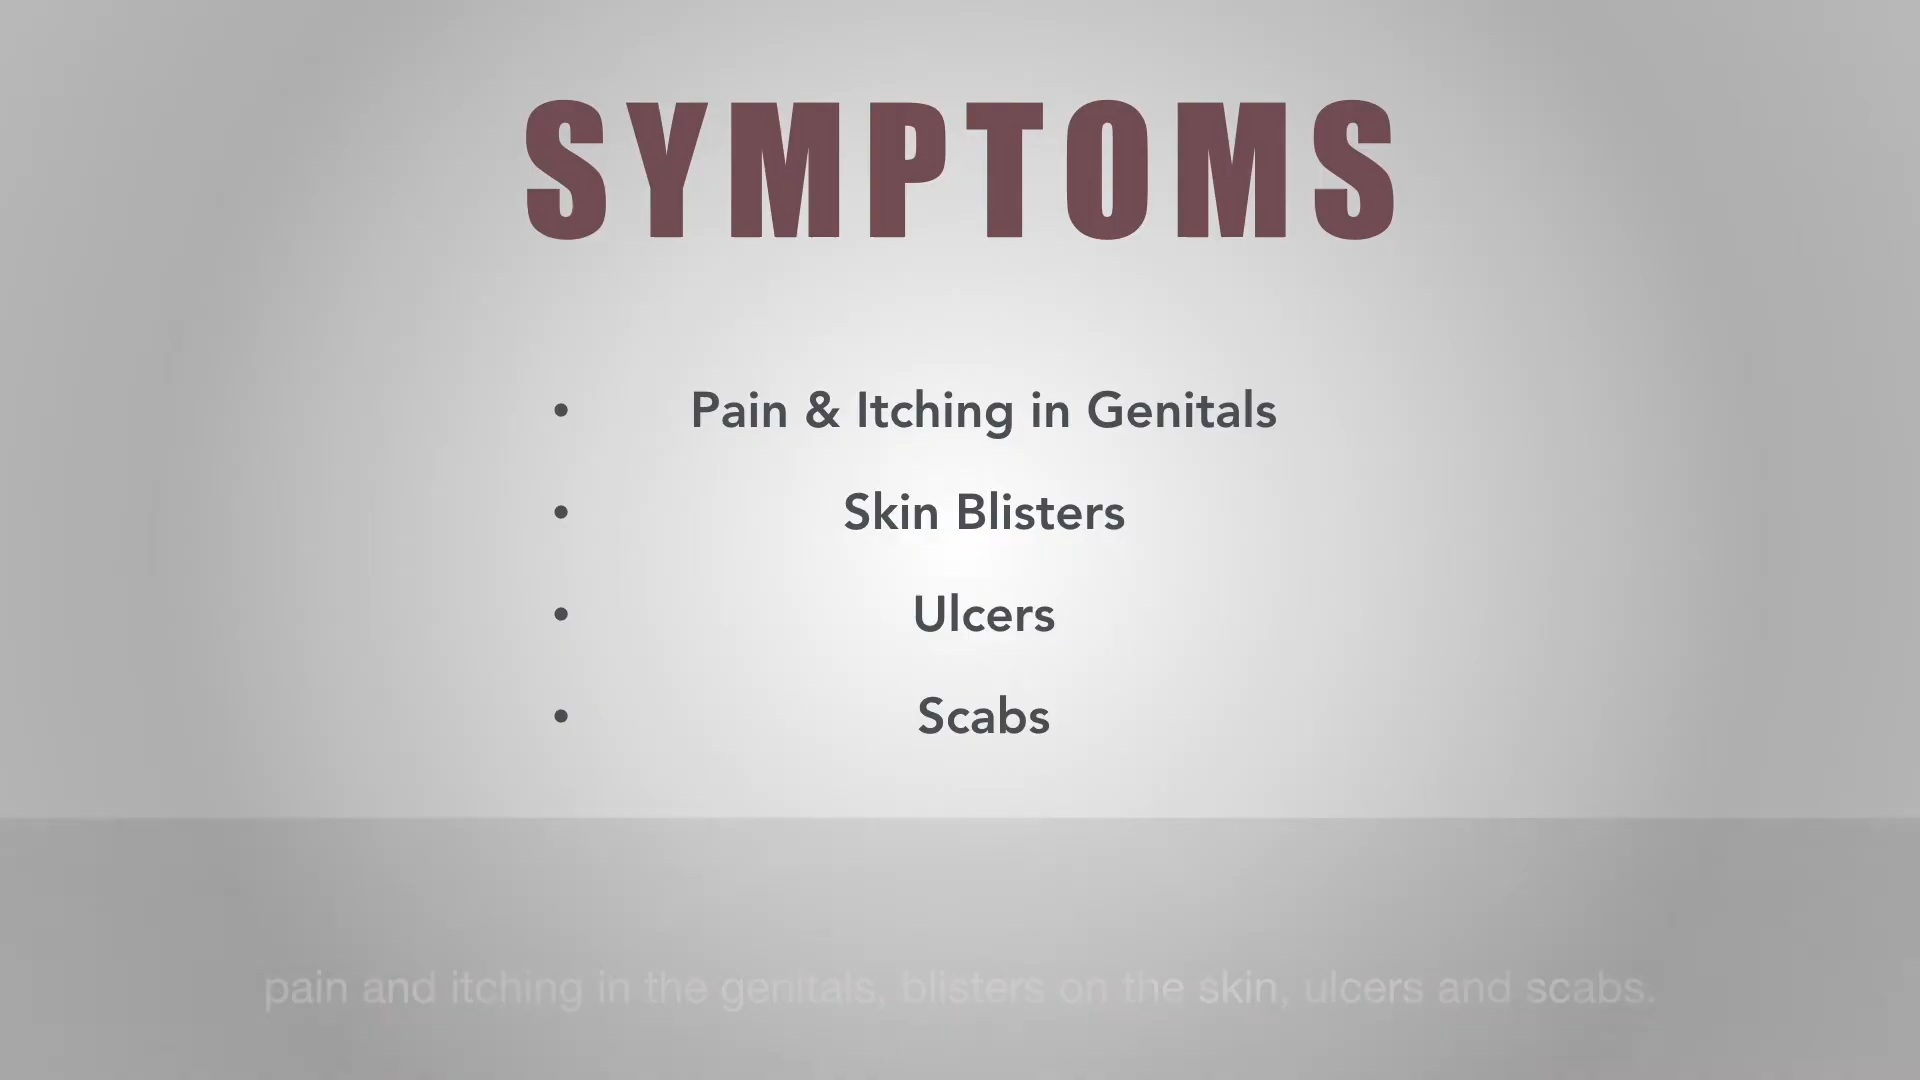 SYMPTOMS
• Pain & Itching in Genitals
• Skin Blisters
• Ulcers
• Scabs
pain and itching in the genitals, blisters on the skin, ulcers and scabs.